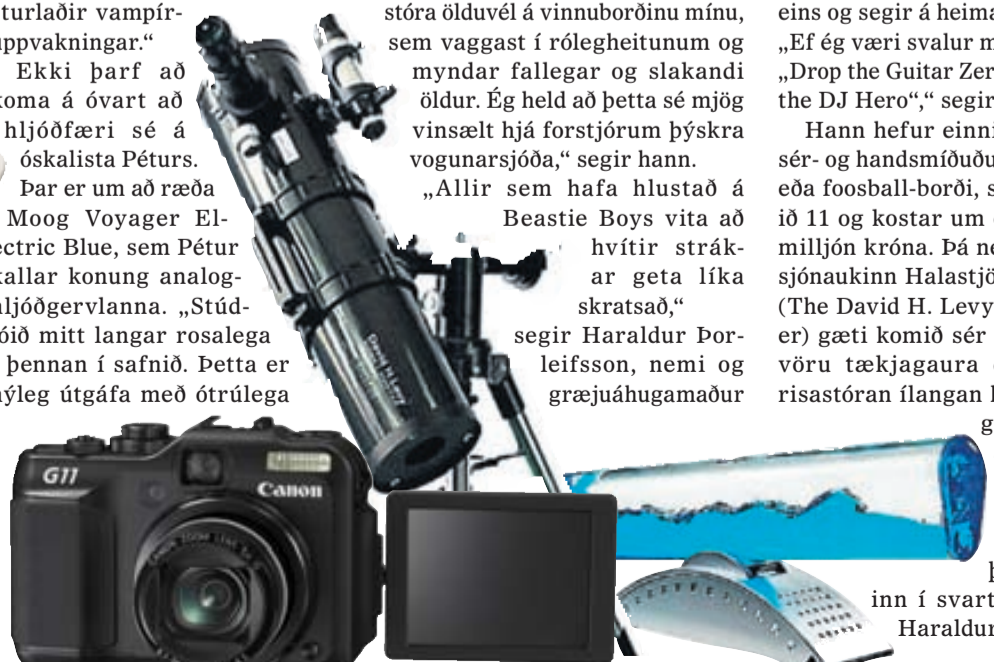 turlaðir vampír-
uppvakningar.“
Ekki þarf að
koma á óvart að
hljóðfæri sé á
óskalista Péturs.
Þar er um að ræða
Moog Voyager El-
ectric Blue, sem Pétur
kallar konung analog-
hljóðgervlanna. „Stúd-
óið mitt langar rosalega
þennan í safnið. Þetta er
nýleg útgáfa með ótrúlega
stóra ölduvél á vinnuborðinu mínu,
sem vaggast í rólegheitunum og
myndar fallegar og slakandi
öldur. Ég held að þetta sé mjög
vinsælt hjá forstjórum þýskra
vogunarsjóða,“ segir hann.
„Allir sem hafa hlustað á
Beastie Boys vita að
hvítir strák-
ar geta líka
skratsað,“
segir Haraldur Þor-
leifsson, nemi og
græjuáhugamaður
eins og segir á heima
„Ef ég væri svalur m
„Drop the Guitar Zer
the DJ Hero“,“ segir
Hann hefur einni
sér- og handsmíðuðu
eða foosball-borði, s
ið 11 og kostar um
milljón króna. Þá ne
sjónaukinn Halastjö
(The David H. Levy
er) gæti komið sér
vöru tækjagaura
risastóran ílangan
g
inn í svart
Haraldur
G11
Canon